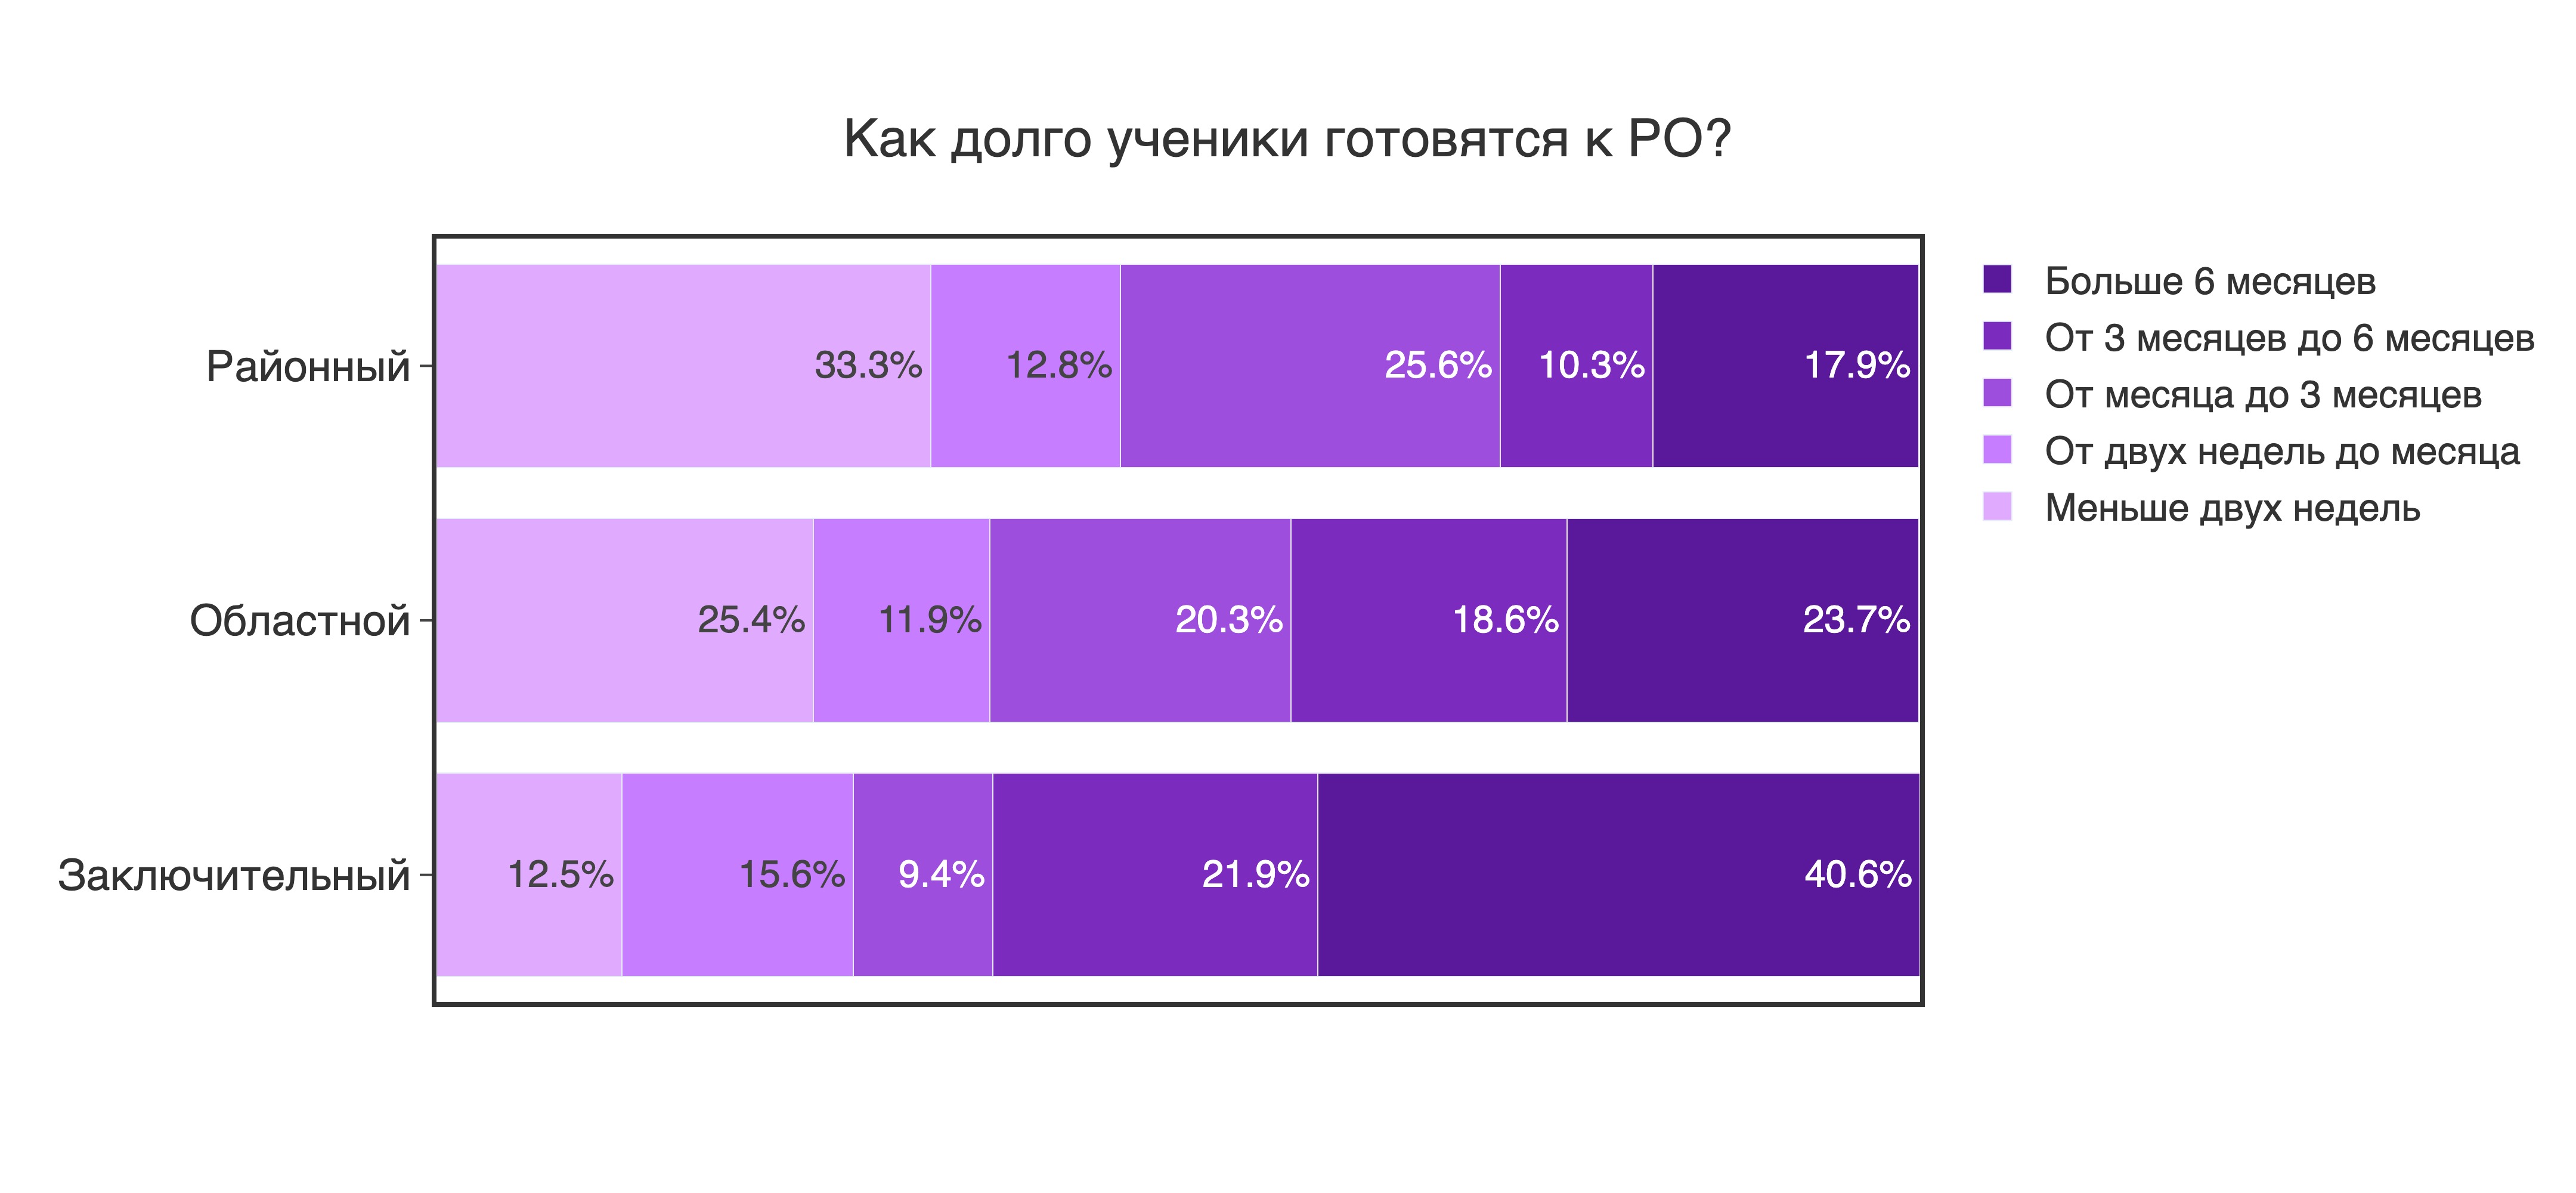 Как долго ученики готовятся к РО?
Районный
33.3%
12.8%
25.6%
10.3%
17.9%
Областной
25.4%
11.9%
20.3%
18.6%
23.7%
Заключительный
12.5%
15.6%
9.4%
21.9%
40.6%
Больше 6 месяцев
От 3 месяцев до 6 месяцев
От месяца до 3 месяцев
От двух недель до месяца
Меньше двух недель